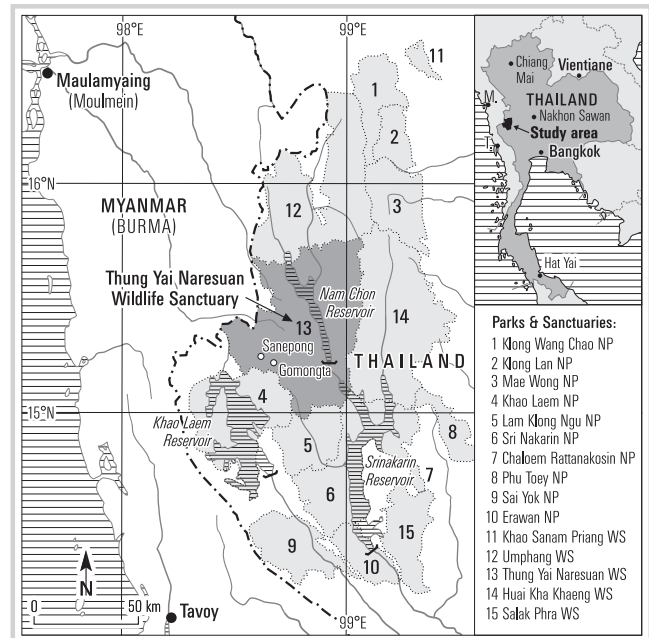 98°E
99°E
11
1
2
Maulamyaing
(Moulmein)
16°N
MYANMAR
(BURMA)
12
3
Thung Yai Naresuan
Wildlife Sanctuary
Nam Chon
Reservoir
13
14
Sanepong
Gomongta
THAILAND
15°N
4
Khao Laem
Reservoir
5
8
Srinakarin
Reservoir
7
6
15
9
10
N
0
50 km
Tavoy
99°E
Chiang
Mai
Vientiane
THAILAND
M.
Nakhon Sawan
Study area
T.
Bangkok
Hat Yai
Parks & Sanctuaries:
1 Klong Wang Chao NP
2 Klong Lan NP
3 Mae Wong NP
4 Khao Laem NP
5 Lam Klong Ngu NP
6 Sri Nakarin NP
7 Chaloem Rattanakosin NP
8 Phu Toey NP
9 Sai Yok NP
10 Erawan NP
11 Khao Sanam Priang WS
12 Umphang WS
13 Thung Yai Naresuan WS
14 Huai Kha Khaeng WS
15 Salak Phra WS